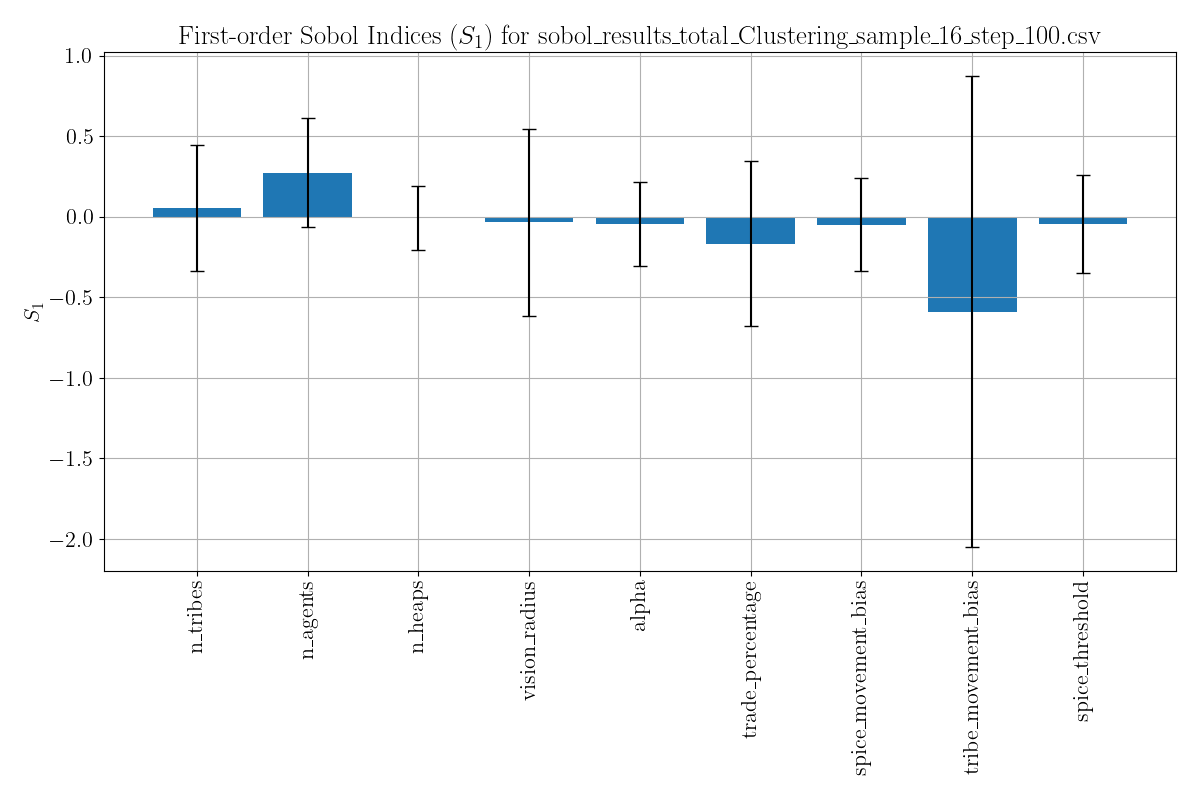 First-order Sobol Indices (S₁) for sobol_results_total_Clustering_sample_16_step_100.csv
1.0
0.5
0.0
−0.5
−1.0
−1.5
−2.0
S₁
n_tribes
n_agents
n_heaps
vision_radius
alpha
trade_percentage
spice_movement_bias
tribe_movement_bias
spice_threshold